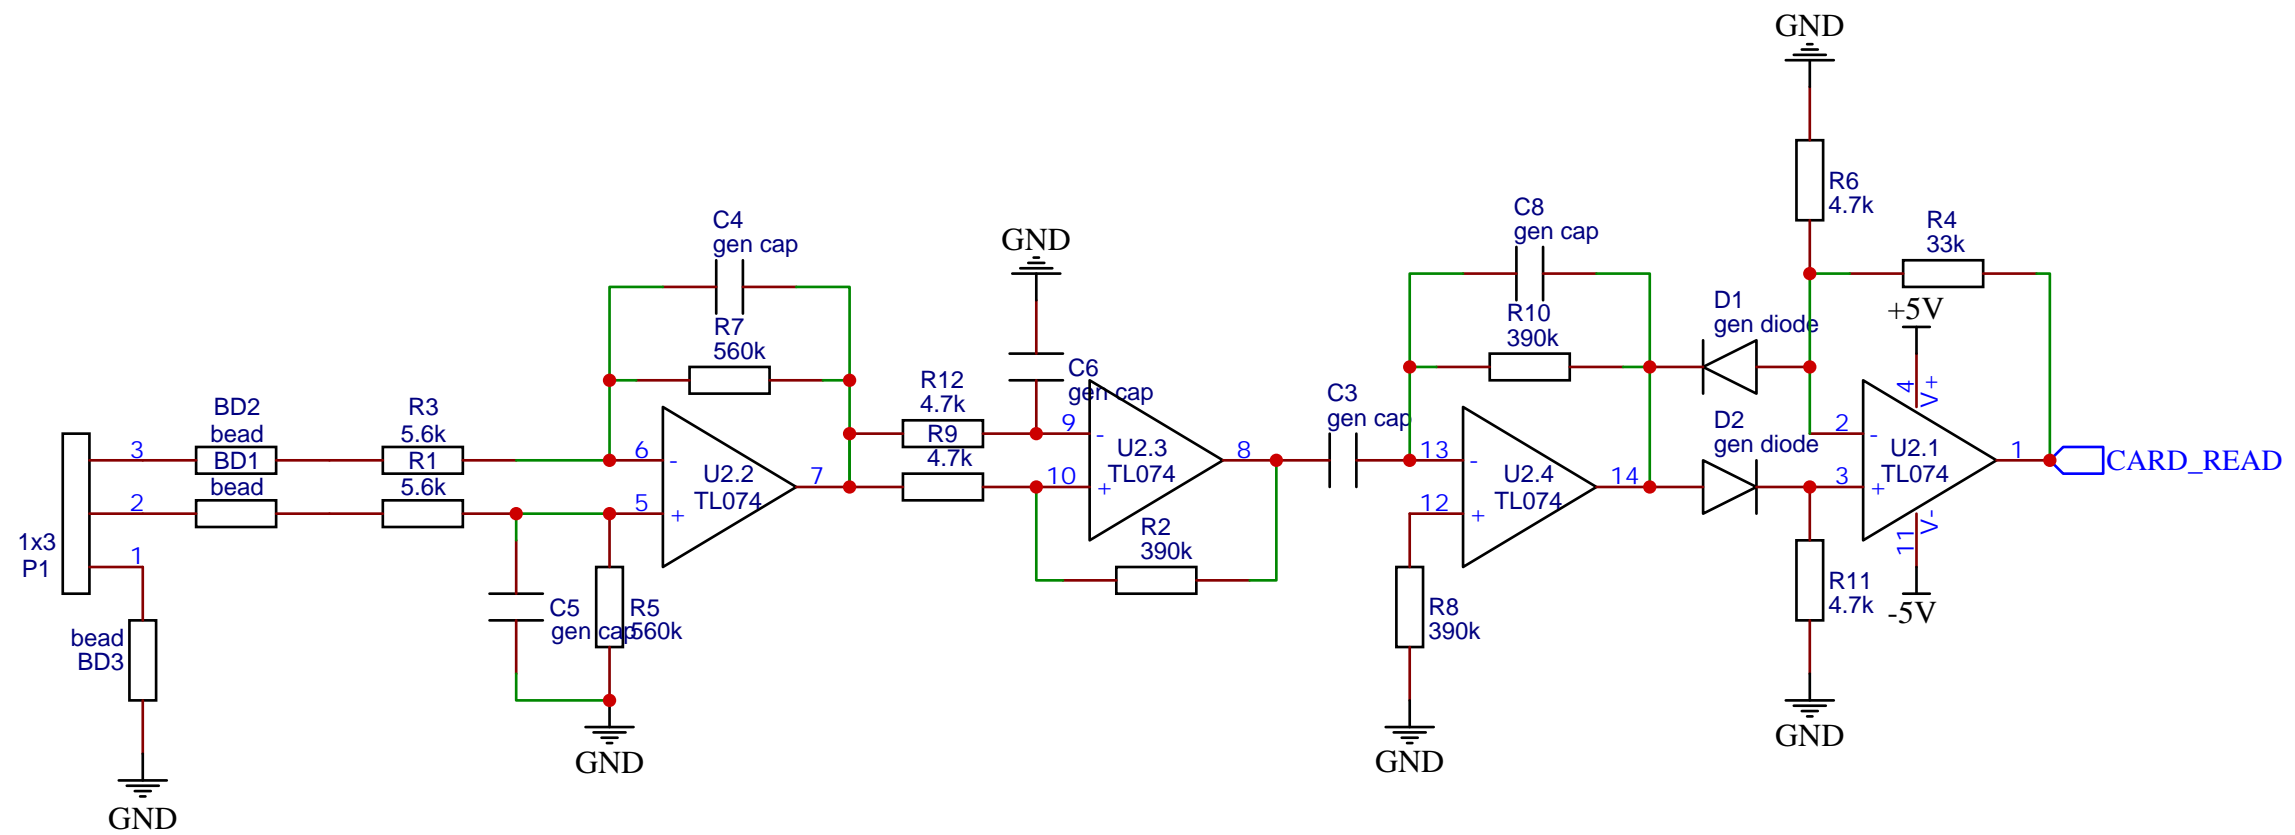 GND
R6
4.7k
C8
gen cap
R4
33k
C4
gen cap
GND
D1
gen diode
+5V
R10
390k
R7
560k
C6
gen cap
4
V+
R12
4.7k
C3
gen cap
D2
gen diode
BD2
bead
R3
5.6k
9
-
2
-
3
BD1
R1
6
-
R9
U2.3
TL074
8
13
-
U2.1
TL074
1
CARD_READ
bead
5.6k
U2.2
TL074
7
4.7k
10
+
U2.4
TL074
14
3
+
2
5
+
12
+
R2
390k
11
V-
1x3
P1
1
C5
gen cap
R5
560k
R8
390k
R11
4.7k
-5V
bead
BD3
GND
GND
GND
GND